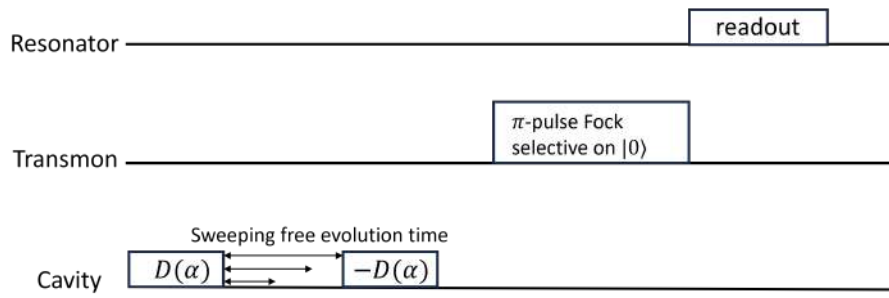 readout
Resonator
π-pulse Fock
selective on |0⟩
Transmon
Sweeping free evolution time
D(α)
−D(α)
Cavity